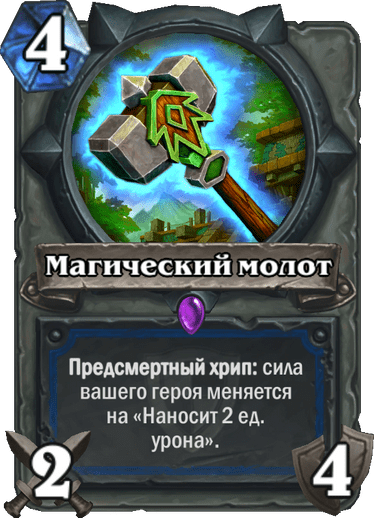 4
Магический молот
Предсмертный хрип: сила
вашего героя меняется
на «Наносит 2 ед.
урона».
2
4